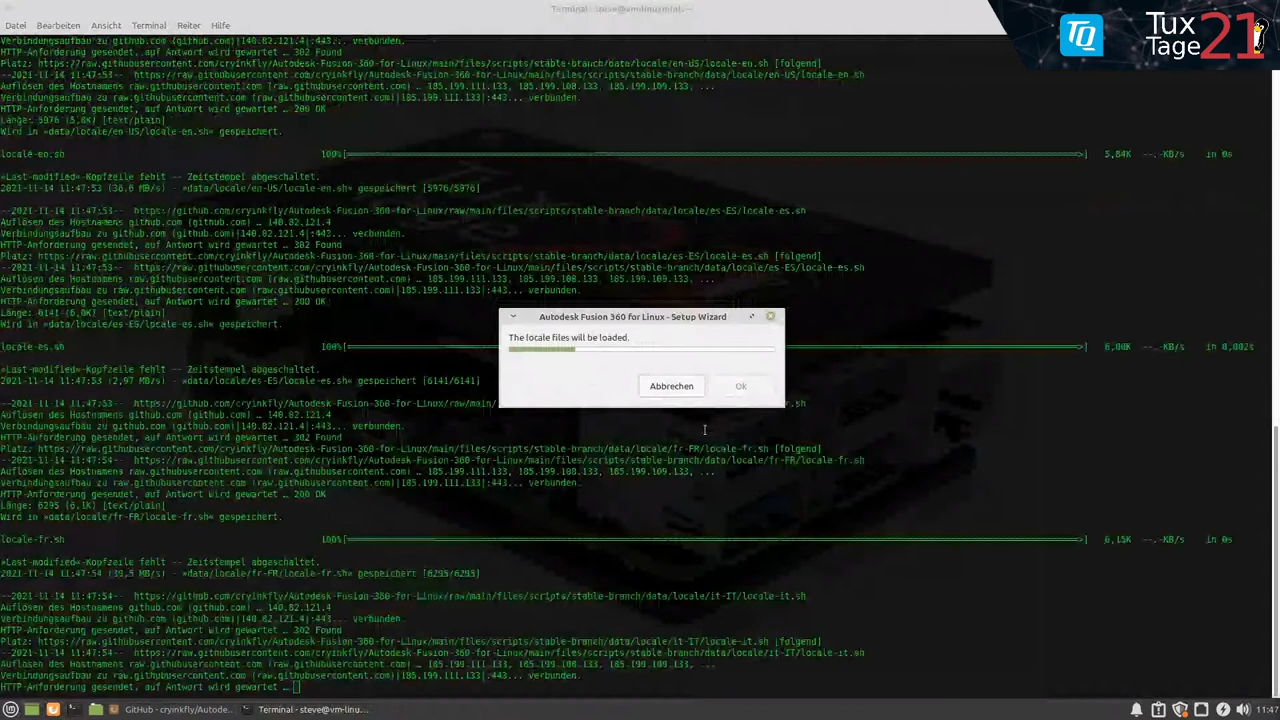 Terminal - steve@vm-linuxmint: ~
Datei Bearbeiten Ansicht Terminal Reiter Hilfe
TQ
Tux
Tage 21
Verbindungsaufbau zu github.com (github.com)|140.82.121.4|:443... verbunden.
HTTP-Anforderung gesendet, auf Antwort wird gewartet … 302 Found
Platz: https://raw.githubusercontent.com/cryinkfly/Autodesk-Fusion-360-for-Linux/main/files/scripts/stable-branch/data/locale/en-US/locale-en.sh [folgend]
--2021-11-14 11:47:53-- https://raw.githubusercontent.com/cryinkfly/Autodesk-Fusion-360-for-Linux/main/files/scripts/stable-branch/data/locale/en-US/locale-en.sh
Auflösen des Hostnamens raw.githubusercontent.com (raw.githubusercontent.com) … 185.199.111.133, 185.199.108.133, 185.199.109.133, ...
Verbindungsaufbau zu raw.githubusercontent.com (raw.githubusercontent.com)|185.199.111.133|:443... verbunden.
HTTP-Anforderung gesendet, auf Antwort wird gewartet … 200 OK
Länge: 5976 (5,8K) [text/plain]
Wird in »data/locale/en-US/locale-en.sh« gespeichert.
locale-en.sh 100%[=====>] 5,84K --.-KB/s in 0s
»Last-modified«-Kopfzeile fehlt -- Zeitstempel abgeschaltet.
2021-11-14 11:47:53 (38,6 MB/s) - »data/locale/en-US/locale-en.sh« gespeichert [5976/5976]
--2021-11-14 11:47:53-- https://github.com/cryinkfly/Autodesk-Fusion-360-for-Linux/raw/main/files/scripts/stable-branch/data/locale/es-ES/locale-es.sh
Auflösen des Hostnamens github.com (github.com) … 140.82.121.4
Verbindungsaufbau zu github.com (github.com)|140.82.121.4|:443... verbunden.
HTTP-Anforderung gesendet, auf Antwort wird gewartet … 302 Found
Platz: https://raw.githubusercontent.com/cryinkfly/Autodesk-Fusion-360-for-Linux/main/files/scripts/stable-branch/data/locale/es-ES/locale-es.sh [folgend]
--2021-11-14 11:47:53-- https://raw.githubusercontent.com/cryinkfly/Autodesk-Fusion-360-for-Linux/main/files/scripts/stable-branch/data/locale/es-ES/locale-es.sh
Auflösen des Hostnamens raw.githubusercontent.com (raw.githubusercontent.com) … 185.199.111.133, 185.199.108.133, 185.199.109.133, ...
Verbindungsaufbau zu raw.githubusercontent.com (raw.githubusercontent.com)|185.199.111.133|:443... verbunden.
HTTP-Anforderung gesendet, auf Antwort wird gewartet … 200 OK
Länge: 6141 (6,0K) [text/plain]
Wird in »data/locale/es-ES/locale-es.sh« gespeichert.
Autodesk Fusion 360 for Linux - Setup Wizard
The locale files will be loaded.
Abbrechen Ok
locale-es.sh 100%[=====>] 6,00K --.-KB/s in 0,002s
»Last-modified«-Kopfzeile fehlt -- Zeitstempel abgeschaltet.
2021-11-14 11:47:53 (2,97 MB/s) - »data/locale/es-ES/locale-es.sh« gespeichert [6141/6141]
Auflösen des Hostnamens github.com (github.com) … 140.82.121.4
Verbindungsaufbau zu github.com (github.com)|140.82.121.4|:443... verbunden.
HTTP-Anforderung gesendet, auf Antwort wird gewartet … 302 Found
Platz: https://raw.githubusercontent.com/cryinkfly/Autodesk-Fusion-360-for-Linux/main/files/scripts/stable-branch/data/locale/fr-FR/locale-fr.sh [folgend]
--2021-11-14 11:47:54-- https://raw.githubusercontent.com/cryinkfly/Autodesk-Fusion-360-for-Linux/main/files/scripts/stable-branch/data/locale/fr-FR/locale-fr.sh
Auflösen des Hostnamens raw.githubusercontent.com (raw.githubusercontent.com) … 185.199.111.133, 185.199.108.133, 185.199.109.133, ...
Verbindungsaufbau zu raw.githubusercontent.com (raw.githubusercontent.com)|185.199.111.133|:443... verbunden.
HTTP-Anforderung gesendet, auf Antwort wird gewartet … 200 OK
Länge: 6295 (6,1K) [text/plain]
Wird in »data/locale/fr-FR/locale-fr.sh« gespeichert.
locale-fr.sh 100%[=====>] 6,15K --.-KB/s in 0s
»Last-modified«-Kopfzeile fehlt -- Zeitstempel abgeschaltet.
2021-11-14 11:47:54 (39,5 MB/s) - »data/locale/fr-FR/locale-fr.sh« gespeichert [6295/6295]
--2021-11-14 11:47:54-- https://github.com/cryinkfly/Autodesk-Fusion-360-for-Linux/raw/main/files/scripts/stable-branch/data/locale/it-IT/locale-it.sh
Auflösen des Hostnamens github.com (github.com) … 140.82.121.4
Verbindungsaufbau zu github.com (github.com)|140.82.121.4|:443... verbunden.
HTTP-Anforderung gesendet, auf Antwort wird gewartet … 302 Found
Platz: https://raw.githubusercontent.com/cryinkfly/Autodesk-Fusion-360-for-Linux/main/files/scripts/stable-branch/data/locale/it-IT/locale-it.sh [folgend]
--2021-11-14 11:47:54-- https://raw.githubusercontent.com/cryinkfly/Autodesk-Fusion-360-for-Linux/main/files/scripts/stable-branch/data/locale/it-IT/locale-it.sh
Auflösen des Hostnamens raw.githubusercontent.com (raw.githubusercontent.com) … 185.199.111.133, 185.199.108.133, 185.199.109.133, ...
Verbindungsaufbau zu raw.githubusercontent.com (raw.githubusercontent.com)|185.199.111.133|:443... verbunden.
HTTP-Anforderung gesendet, auf Antwort wird gewartet …
GitHub - cryinkfly/Autode... Terminal - steve@vm-linu... 11:47